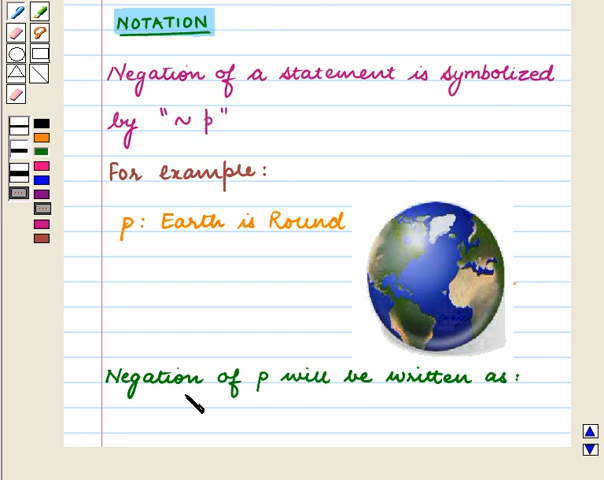 NOTATION
Negation of a statement is symbolized
by "~ p"
For example:
p: Earth is Round
Negation of p will be written as: